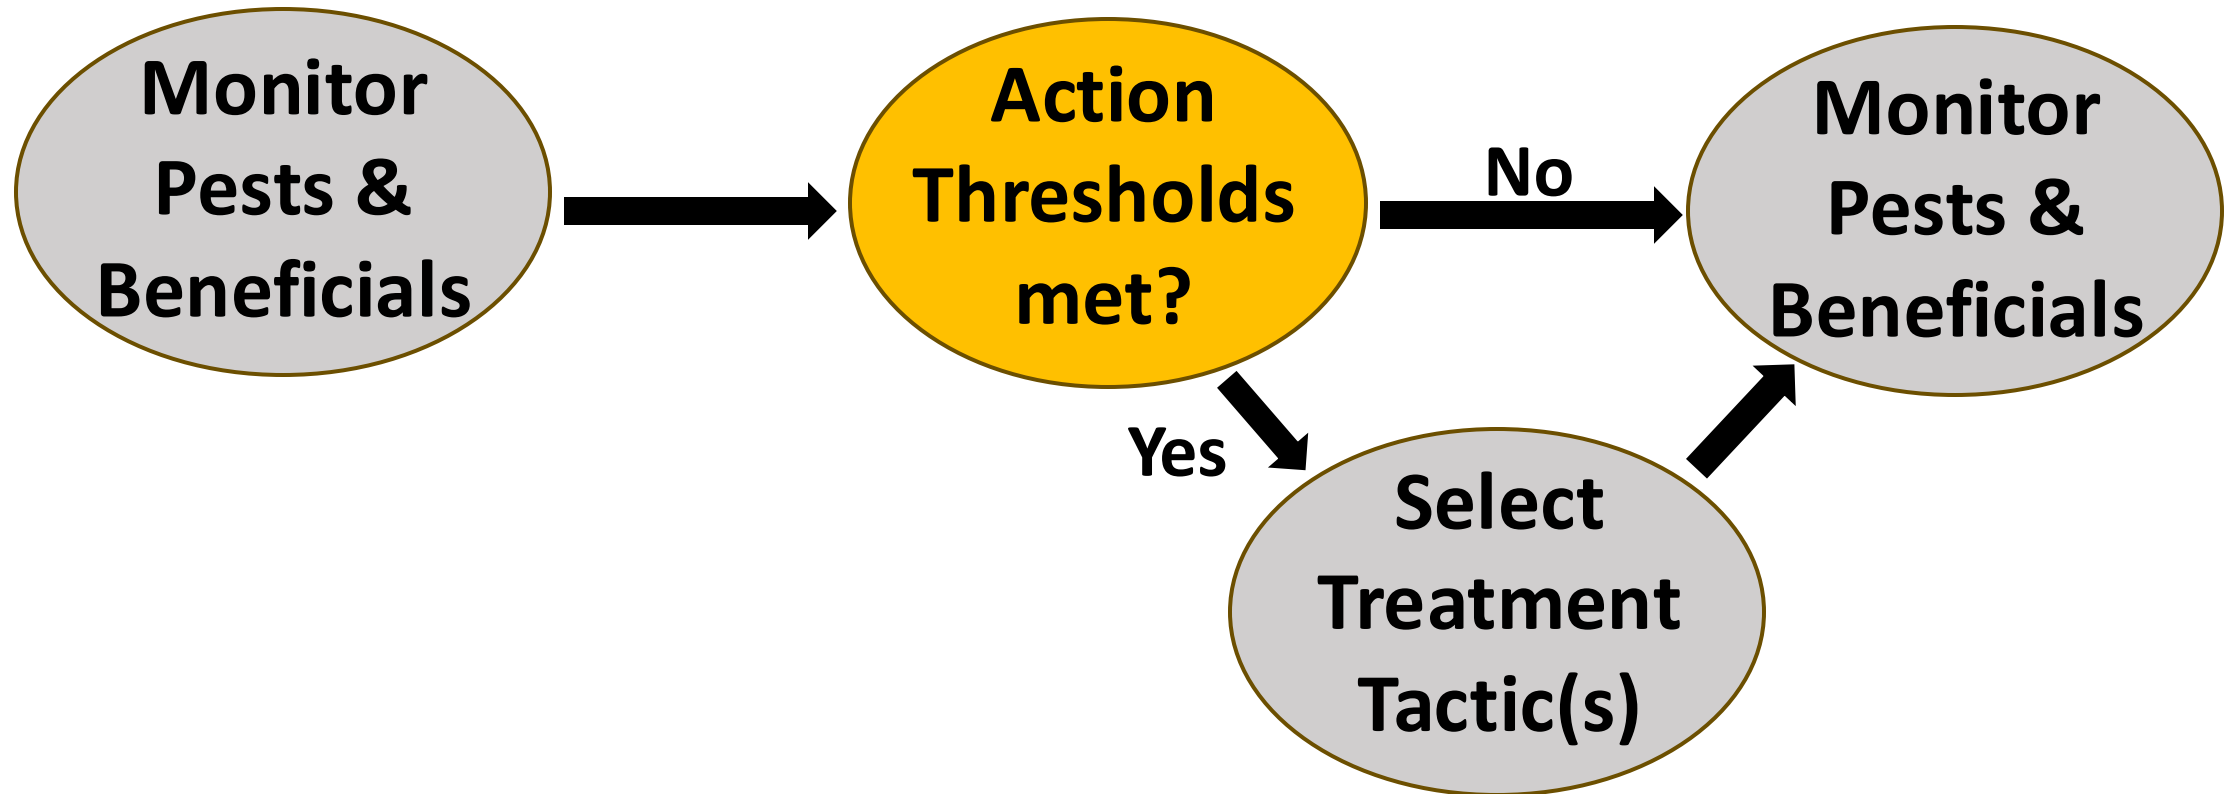 Monitor
Pests &
Beneficials
Action
Thresholds
met?
No
Monitor
Pests &
Beneficials
Yes
Select
Treatment
Tactic(s)